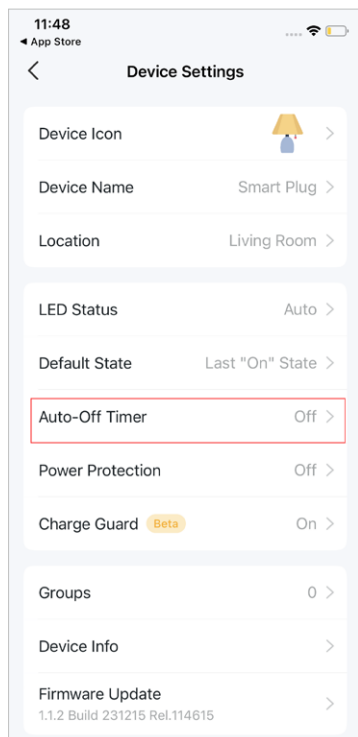 11:48
◀ App Store
Device Settings
Device Icon
Device Name Smart Plug
Location Living Room
LED Status Auto
Default State Last "On" State
Auto-Off Timer Off
Power Protection Off
Charge Guard Beta On
Groups 0
Device Info
Firmware Update
1.1.2 Build 231215 Rel.114615